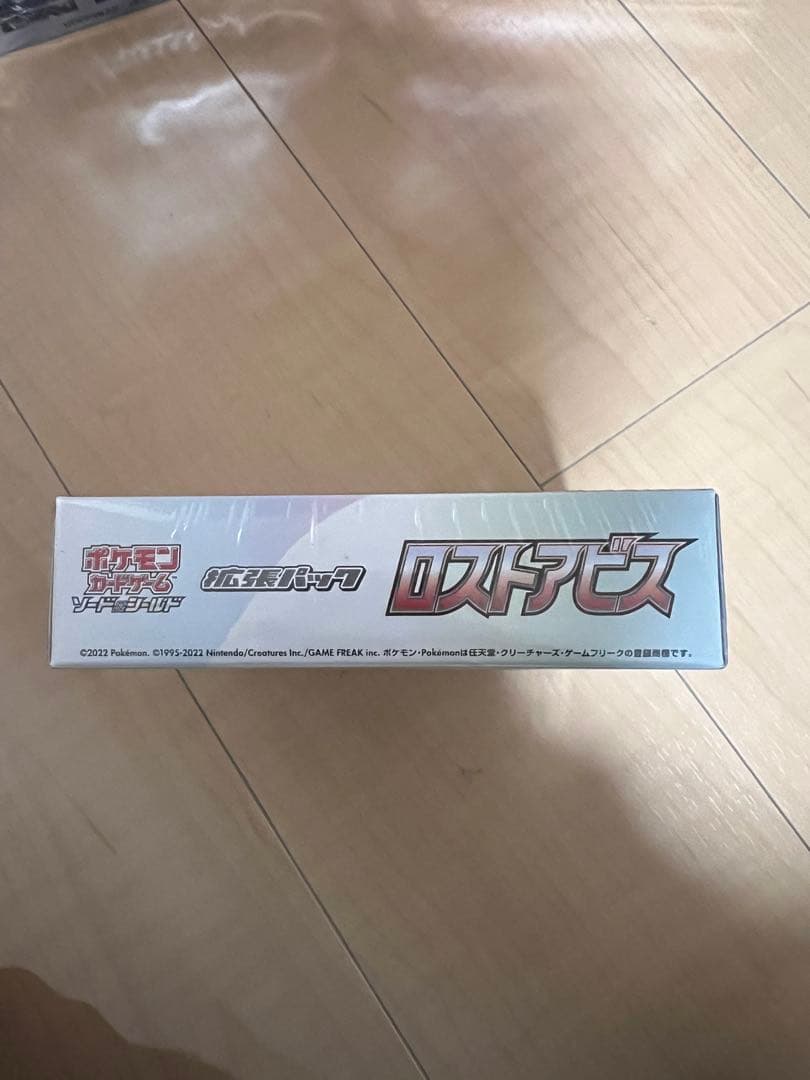 ポケモン
カードゲーム
ソード&シールド
拡張パック
ロストアビス
©2022 Pokémon. ©1995-2022 Nintendo/Creatures Inc./GAME FREAK inc. ポケモン・Pokémonは任天堂・クリーチャーズ・ゲームフリークの登録商標です。